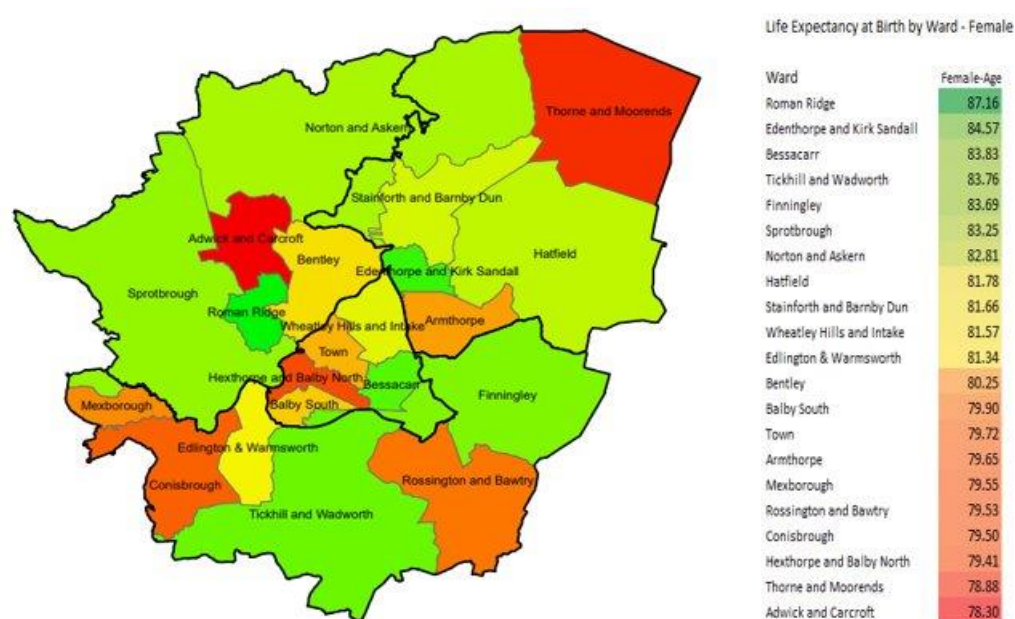 Life Expectancy at Birth by Ward - Female
Ward Female-Age
Roman Ridge 87.16
Edenthorpe and Kirk Sandall 84.57
Bessacarr 83.83
Tickhill and Wadworth 83.76
Finningley 83.69
Sprotbrough 83.25
Norton and Askern 82.81
Hatfield 81.78
Stainforth and Barnby Dun 81.66
Wheatley Hills and Intake 81.57
Edlington & Warmsworth 81.34
Bentley 80.25
Balby South 79.90
Town 79.72
Armthorpe 79.65
Mexborough 79.55
Rossington and Bawtry 79.53
Conisbrough 79.50
Hexthorpe and Balby North 79.41
Thorne and Moorends 78.88
Adwick and Carcroft 78.30
Thorne and Moorends
Norton and Askern
Stainforth and Barnby Dun
Adwick and Carcroft
Hatfield
Bentley
Edenthorpe and Kirk Sandall
Sprotbrough
Roman Ridge
Armthorpe
Wheatley Hills and Intake
Town
Hexthorpe and Balby North
Bessacarr
Finningley
Mexborough
Balby South
Edlington & Warmsworth
Rossington and Bawtry
Conisbrough
Tickhill and Wadworth